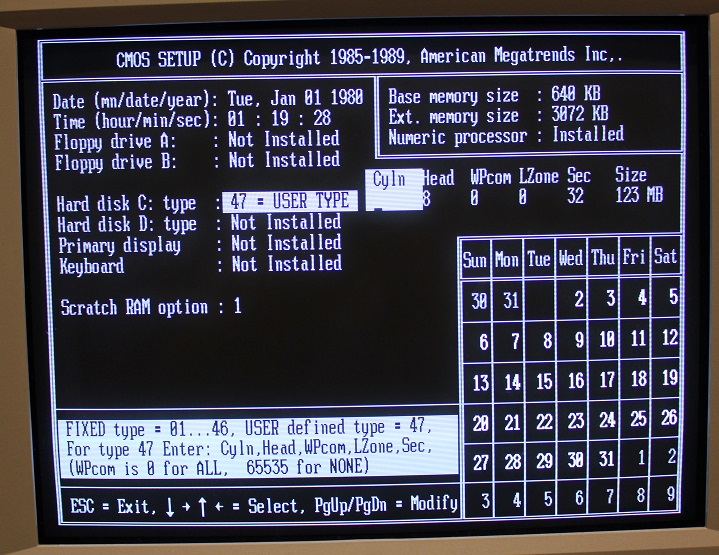 CMOS SETUP (C) Copyright 1985-1989, American Megatrends Inc,.
Date (mn/date/year): Tue, Jan 01 1980
Time (hour/min/sec): 01 : 19 : 28
Floppy drive A: : Not Installed
Floppy drive B: : Not Installed
Base memory size : 640 KB
Ext. memory size : 3072 KB
Numeric processor : Installed
Cyln Head WPcom LZone Sec Size
Hard disk C: type : 47 = USER TYPE 8 0 0 32 123 MB
Hard disk D: type : Not Installed
Primary display : Not Installed
Keyboard : Not Installed
Scratch RAM option : 1
Sun Mon Tue Wed Thu Fri Sat
30 31 2 3 4 5
6 7 8 9 10 11 12
13 14 15 16 17 18 19
20 21 22 23 24 25 26
27 28 29 30 31 1 2
3 4 5 6 7 8 9
FIXED type = 01...46, USER defined type = 47,
For type 47 Enter: Cyln,Head,WPcom,LZone,Sec,
(WPcom is 0 for ALL, 65535 for NONE)
ESC = Exit, ↓ → ↑ ← = Select, PgUp/PgDn = Modify